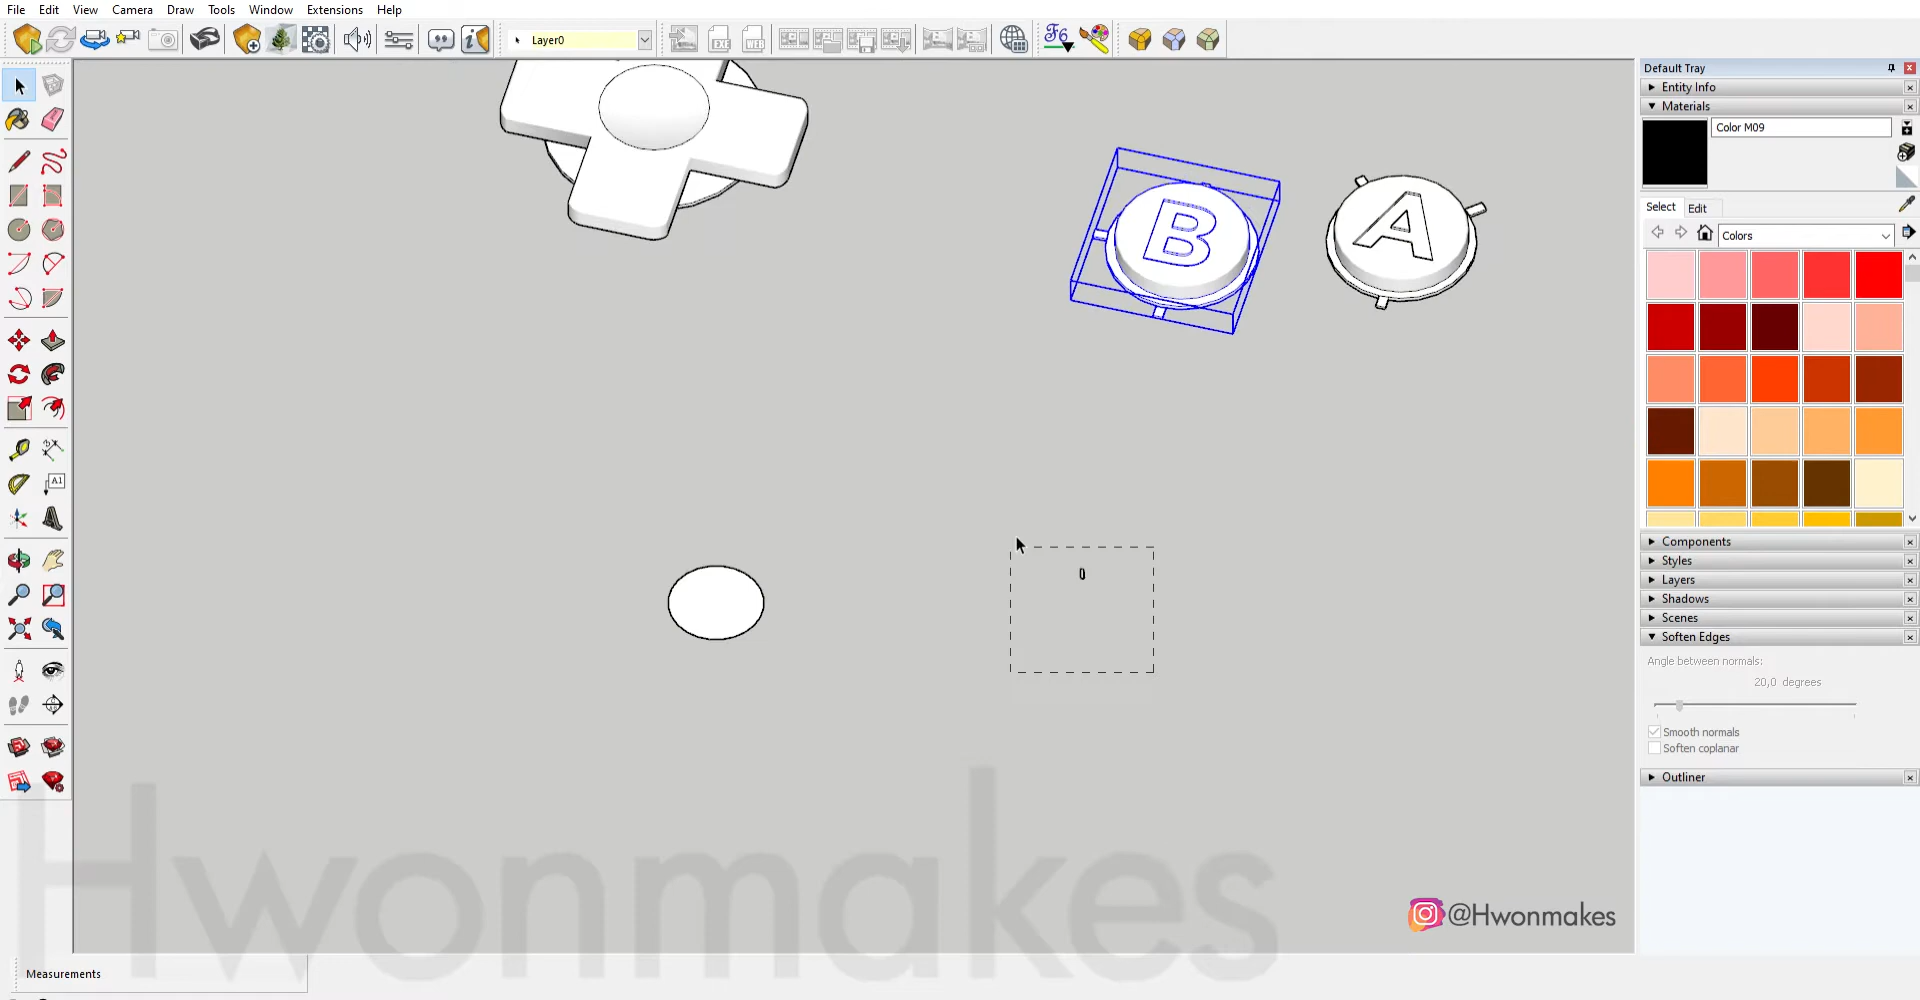 File Edit View Camera Draw Tools Window Extensions Help
Layer0
Default Tray
Entity Info
Materials
Color M09
Select Edit
Colors
B
A
Components
Styles
Layers
Shadows
Scenes
Soften Edges
Angle between normals:
20,0 degrees
Smooth normals
Soften coplanar
Outliner
Hwonmakes
@Hwonmakes
Measurements